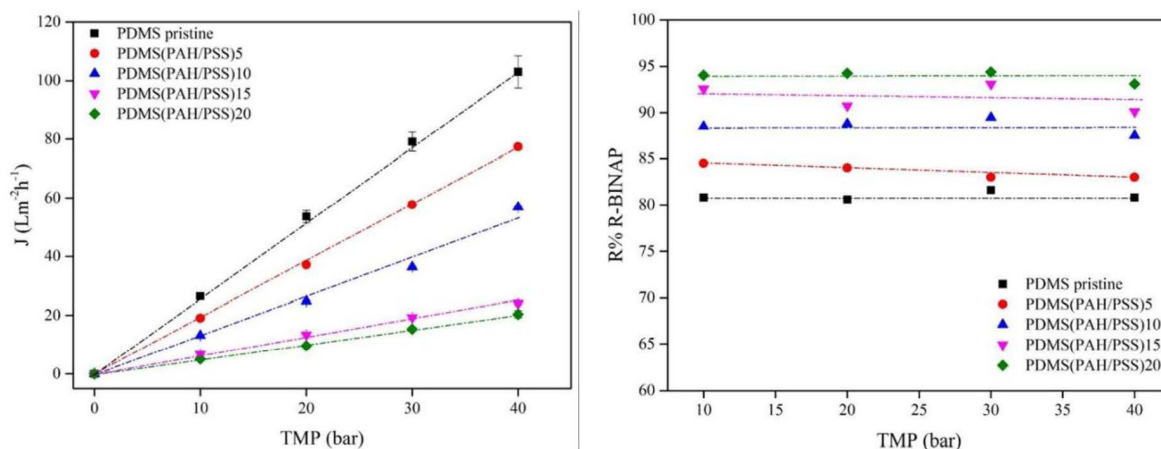 J (Lm-2h-1)
120
100
80
60
40
20
0
PDMS pristine
PDMS(PAH/PSS)5
PDMS(PAH/PSS)10
PDMS(PAH/PSS)15
PDMS(PAH/PSS)20
0 10 20 30 40
TMP (bar)
R% R-BINAP
100
95
90
85
80
75
70
65
60
PDMS pristine
PDMS(PAH/PSS)5
PDMS(PAH/PSS)10
PDMS(PAH/PSS)15
PDMS(PAH/PSS)20
10 15 20 25 30 35 40
TMP (bar)